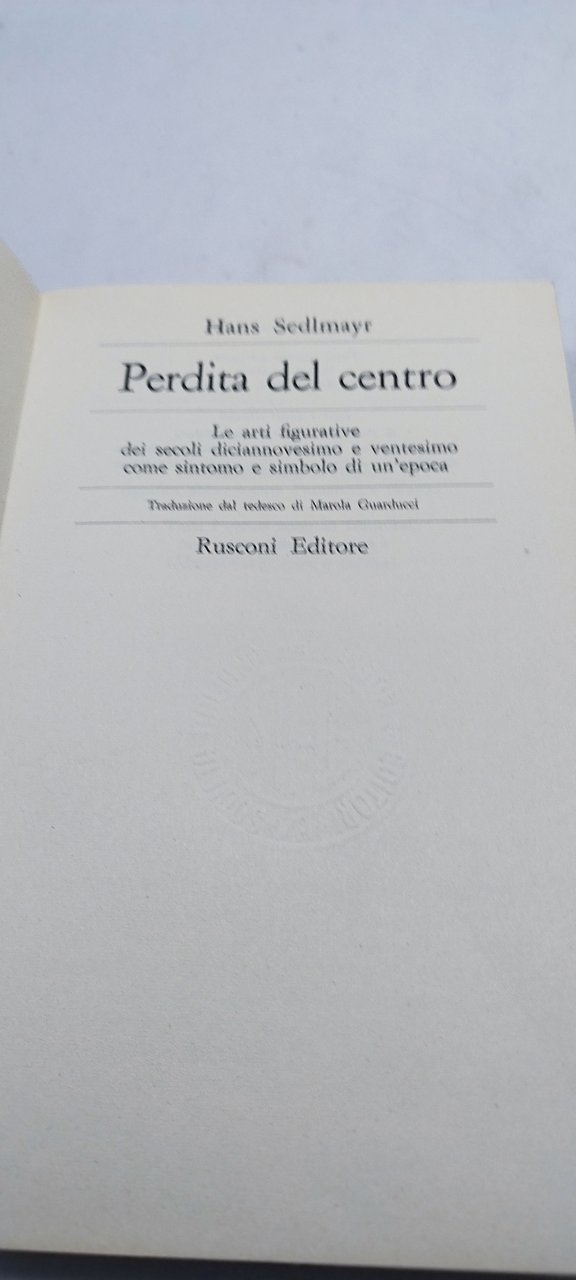 Hans Sedlmayr
Perdita del centro
Le arti figurative
dei secoli diciannovesimo e ventesimo
come sintomo e simbolo di un'epoca
Traduzione dal tedesco di Marola Guarducci
Rusconi Editore